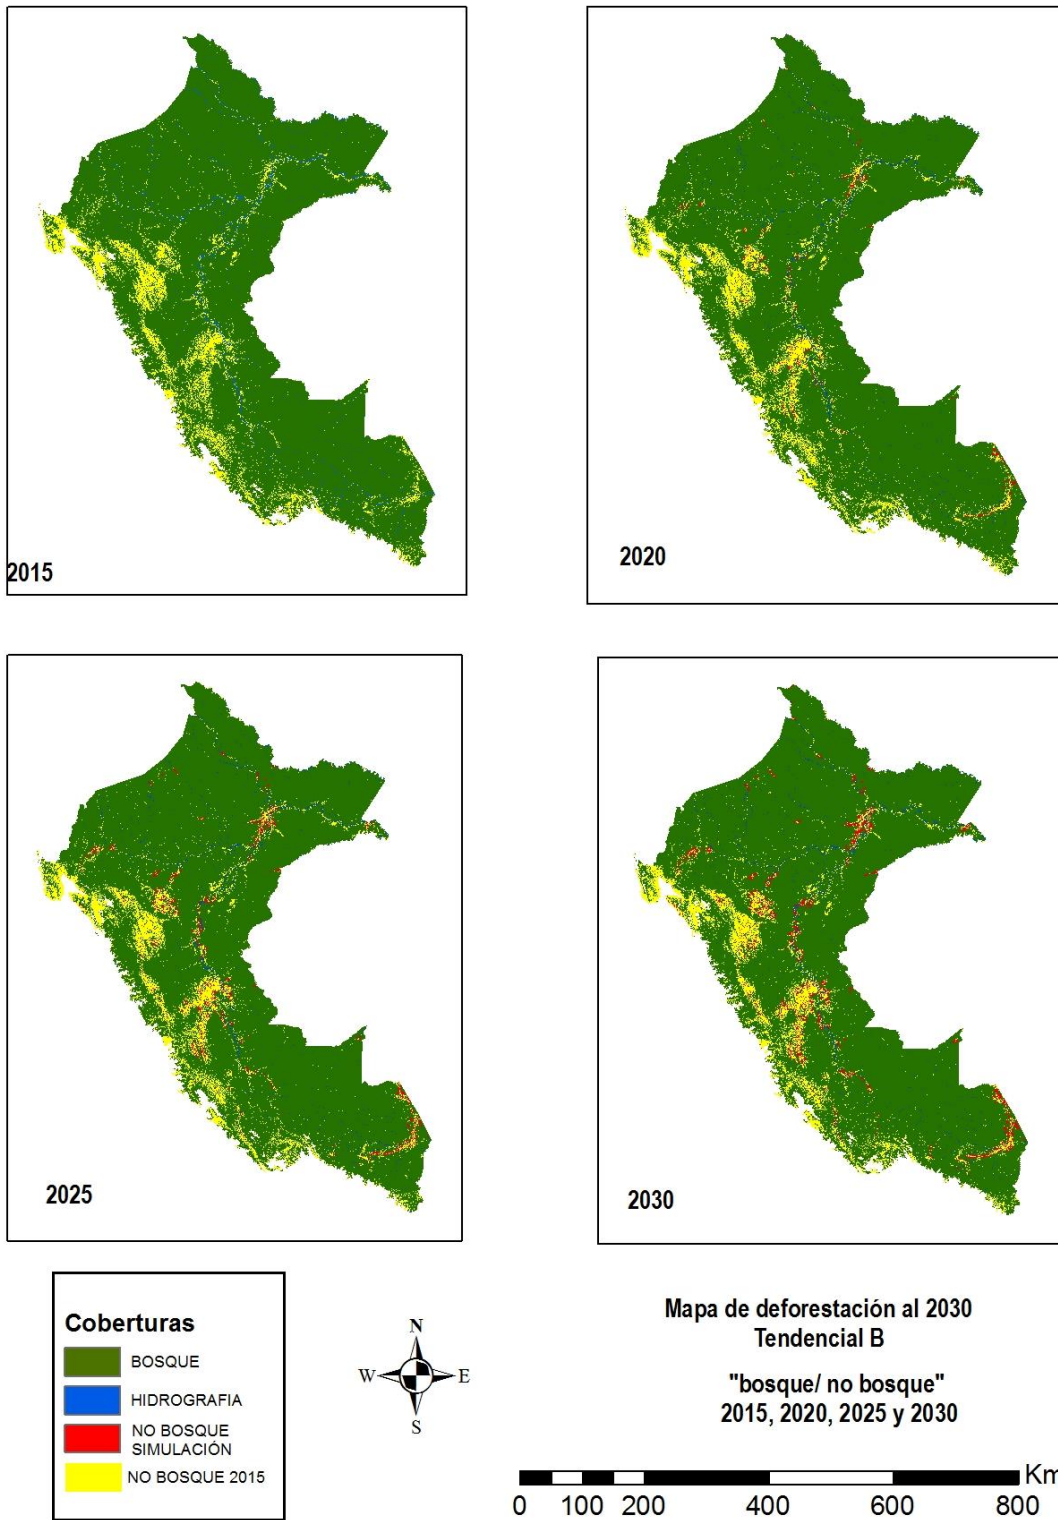 2015
2020
2025
2030
Coberturas
BOSQUE
HIDROGRAFIA
NO BOSQUE
SIMULACIÓN
NO BOSQUE 2015
N
W E
S
Mapa de deforestación al 2030
Tendencial B
"bosque/ no bosque"
2015, 2020, 2025 y 2030
Km
0 100 200 400 600 800